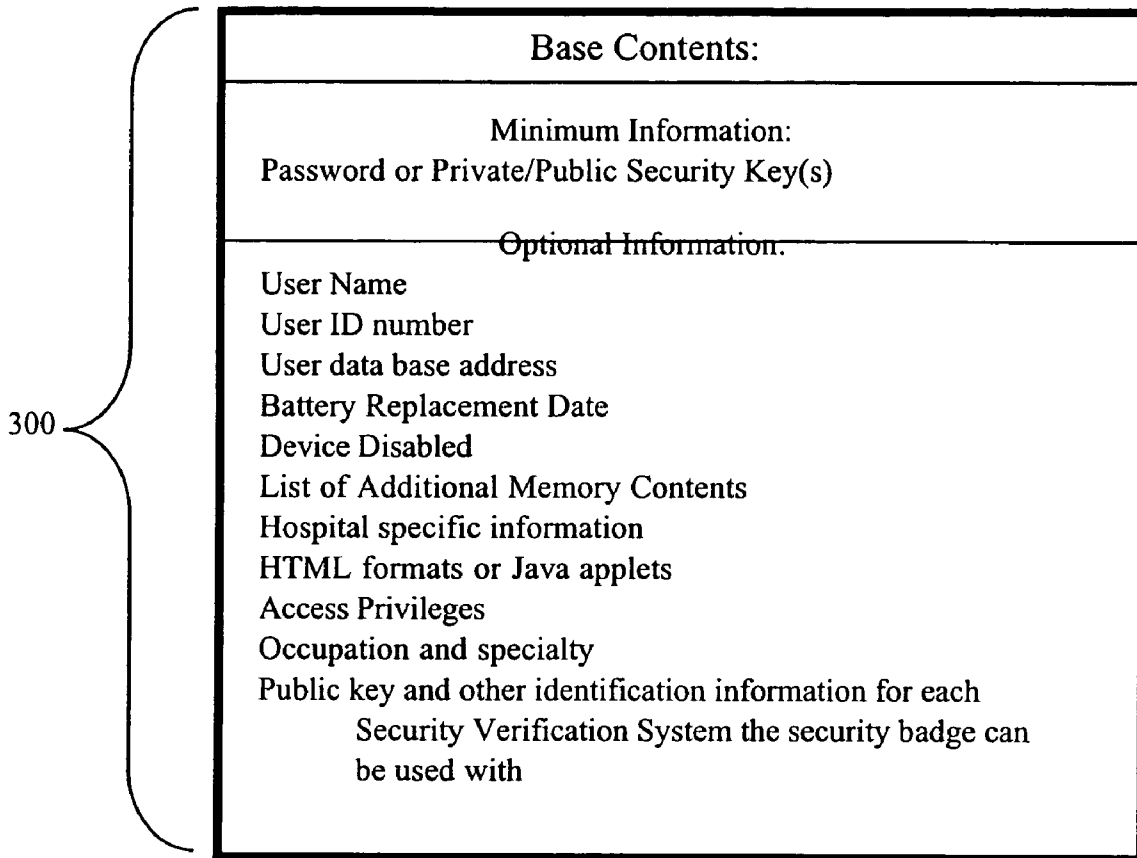 Base Contents:
Minimum Information:
Password or Private/Public Security Key(s)
Optional Information:
User Name
User ID number
User data base address
Battery Replacement Date
Device Disabled
List of Additional Memory Contents
Hospital specific information
HTML formats or Java applets
Access Privileges
Occupation and specialty
Public key and other identification information for each
Security Verification System the security badge can
be used with
300